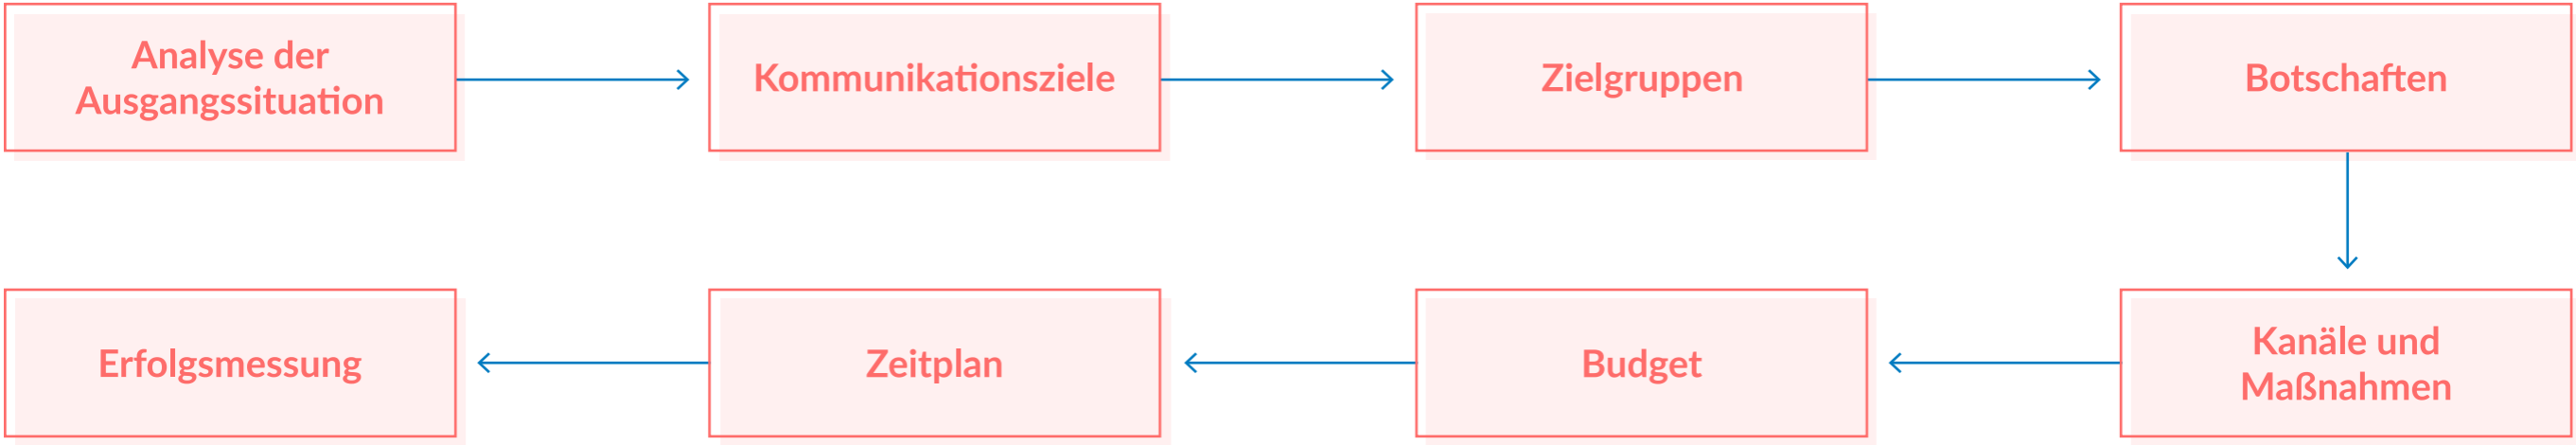 Analyse der
Ausgangssituation
Kommunikationsziele
Zielgruppen
Botschaften
Kanäle und
Maßnahmen
Budget
Zeitplan
Erfolgsmessung